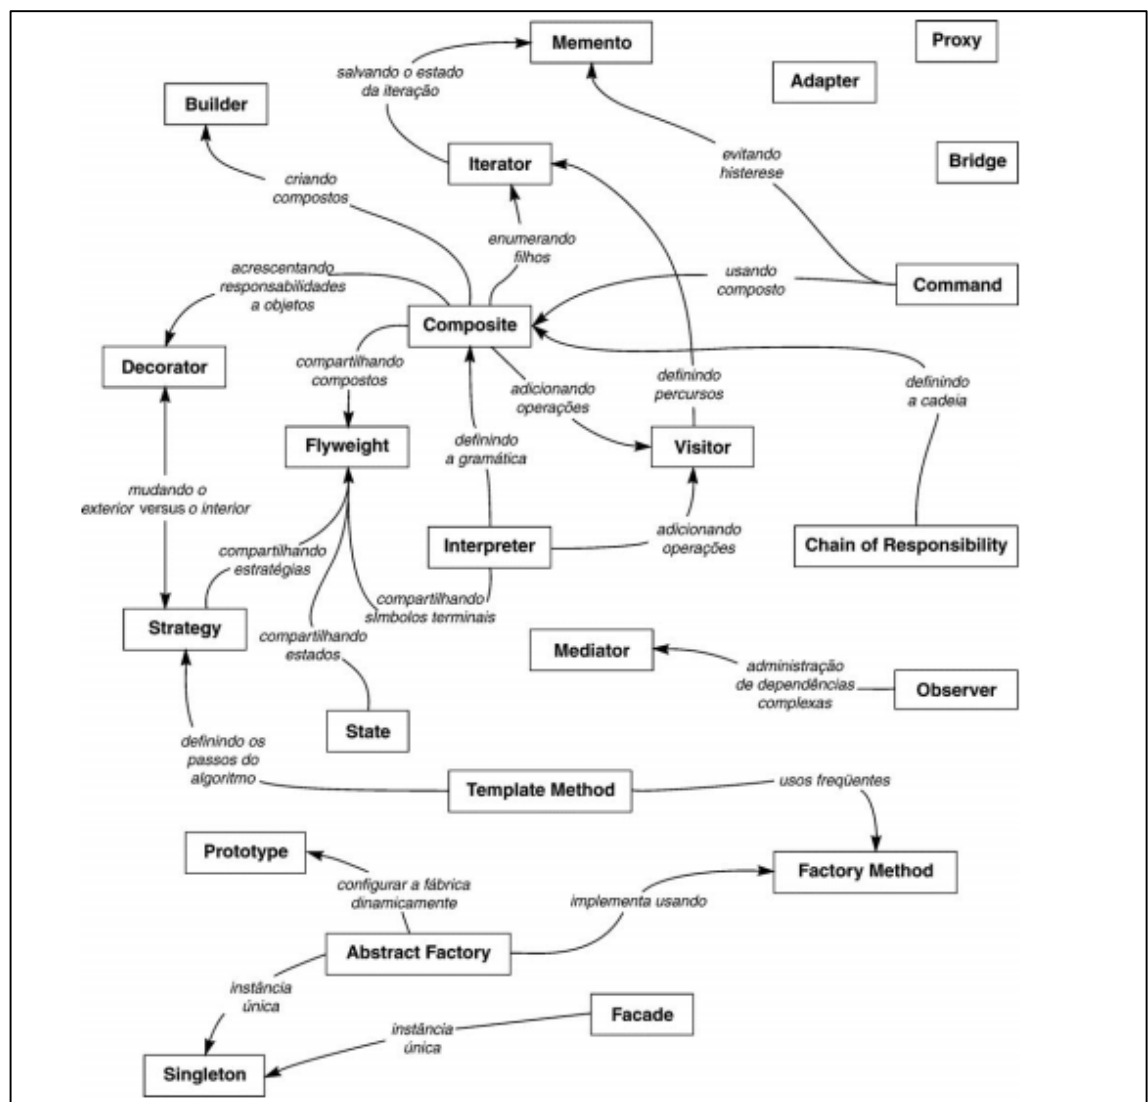 Memento
Proxy
Adapter
salvando o estado
da iteração
Builder
Iterator
evitando
histerese
Bridge
criando
compostos
enumerando
filhos
acrescentando
responsabilidades
a objetos
usando
composto
Command
Composite
Decorator
compartilhando
compostos
adicionando
operações
definindo
percursos
definindo
a cadeia
Flyweight
definindo
a gramática
Visitor
mudando o
exterior versus o interior
compartilhando
estratégias
Interpreter
adicionando
operações
Chain of Responsibility
compartilhando
símbolos terminais
Strategy
compartilhando
estados
Mediator
administração
de dependências
complexas
Observer
State
definindo os
passos do
algoritmo
Template Method
usos freqüentes
Prototype
Factory Method
configurar a fábrica
dinamicamente
implementa usando
Abstract Factory
instância
única
Facade
instância
única
Singleton